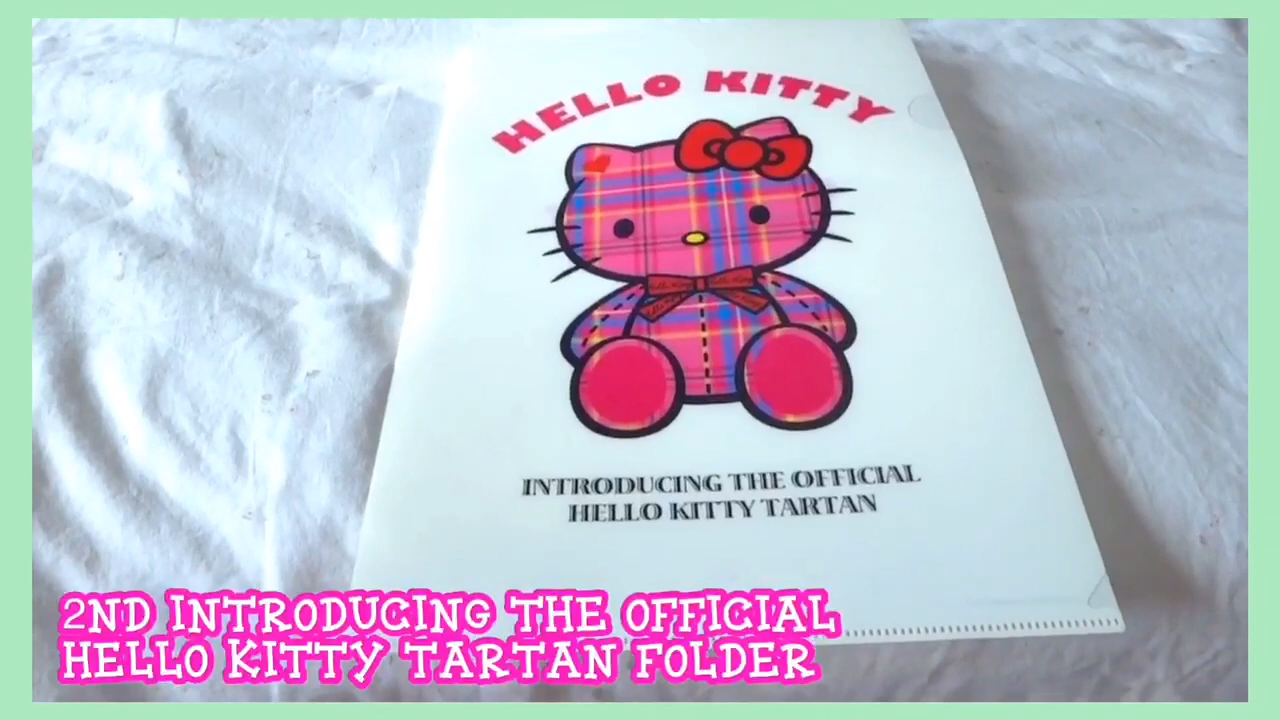 HELLO KITTY
INTRODUCING THE OFFICIAL
HELLO KITTY TARTAN
2ND INTRODUCING THE OFFICIAL
HELLO KITTY TARTAN FOLDER